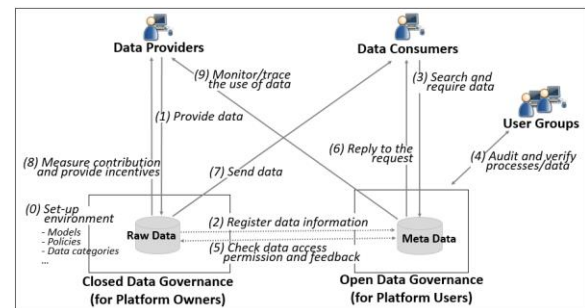 Data Providers
Data Consumers
(9) Monitor/trace
the use of data
(3) Search and
require data
User Groups
(1) Provide data
(6) Reply to the
request
(4) Audit and verify
processes/data
(8) Measure contribution
and provide incentives
(7) Send data
(0) Set-up
environment
- Models
- Policies
- Data categories
...
(2) Register data information
Raw Data
Meta Data
(5) Check data access
permission and feedback
Closed Data Governance
(for Platform Owners)
Open Data Governance
(for Platform Users)